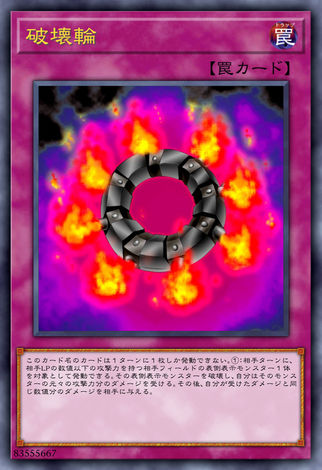 破壊輪
トラップ
罠
【罠カード】
このカード名のカードは1ターンに1枚しか発動できない。①：相手ターンに、
相手LPの数値以下の攻撃力を持つ相手フィールドの表側表示モンスター1体
を対象として発動できる。その表側表示モンスターを破壊し、自分はそのモンス
ターの元々の攻撃力分のダメージを受ける。その後、自分が受けたダメージと同
じ数値分のダメージを相手に与える。
83555667